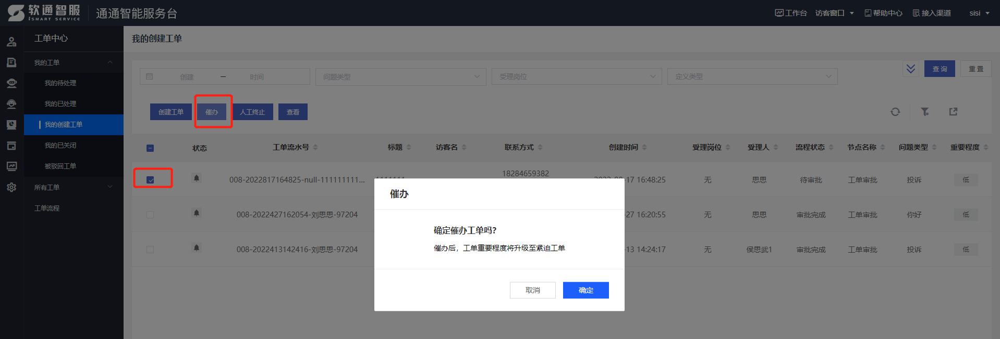 软通智服 通通智能服务台 工作台 访客窗口 帮助中心 接入渠道 sisi
iSMART SERVICE
工单中心
我的工单
我的待处理
我的已处理
我的创建工单
我的已关闭
被驳回工单
所有工单
工单流程
我的创建工单
创建 — 时间 问题类型 受理岗位 定义类型 查询 重置
创建工单 催办 人工终止 查看
状态 工单流水号 标题 访客名 联系方式 创建时间 受理岗位 受理人 流程状态 节点名称 问题类型 重要程度
18284659382
008-2022817164825-null-111111111... -17 16:48:25 无 思思 待审批 工单审批 投诉 低
008-2022427162054-刘思思-97204 -27 16:20:55 无 思思 审批完成 工单审批 你好 低
008-2022413142416-刘思思-97204 -13 14:24:17 无 侯思武1 审批完成 工单审批 投诉 低
催办
确定催办工单吗?
催办后，工单重要程度将升级至紧迫工单
取消 确定